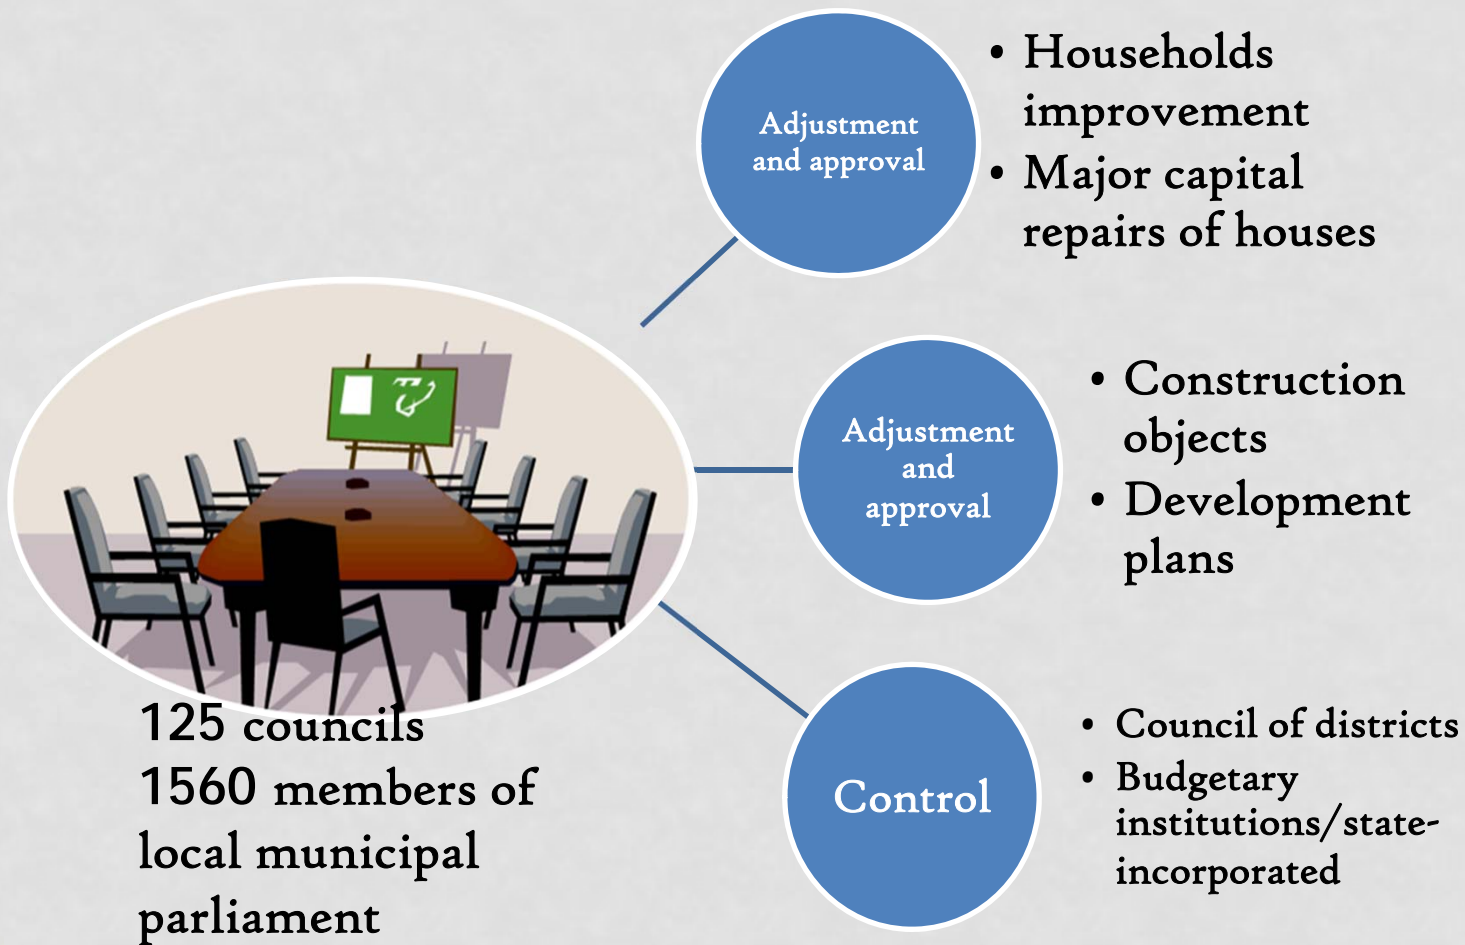 Adjustment
and approval
• Households
improvement
• Major capital
repairs of houses
Adjustment
and
approval
• Construction
objects
• Development
plans
125 councils
1560 members of
local municipal
parliament
Control
• Council of districts
• Budgetary
institutions/state-
incorporated